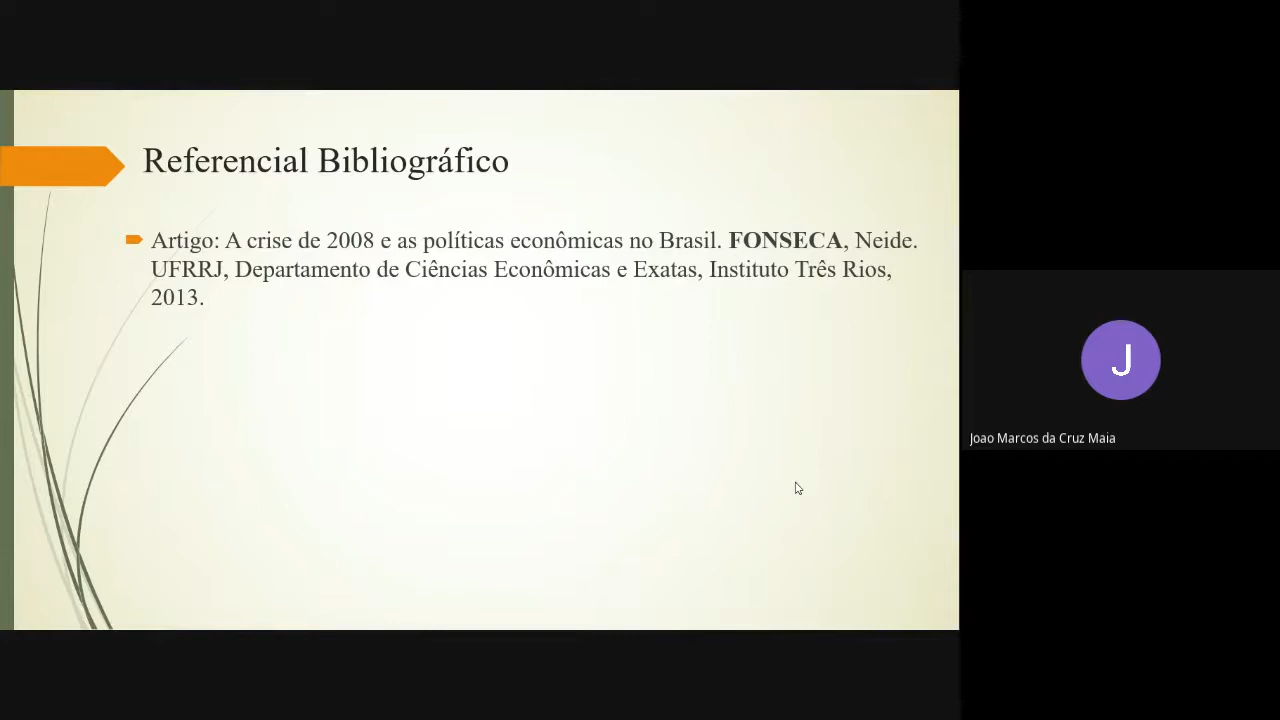 Referencial Bibliográfico
Artigo: A crise de 2008 e as políticas econômicas no Brasil. FONSECA, Neide.
UFRRJ, Departamento de Ciências Econômicas e Exatas, Instituto Três Rios,
2013.
J
Joao Marcos da Cruz Maia